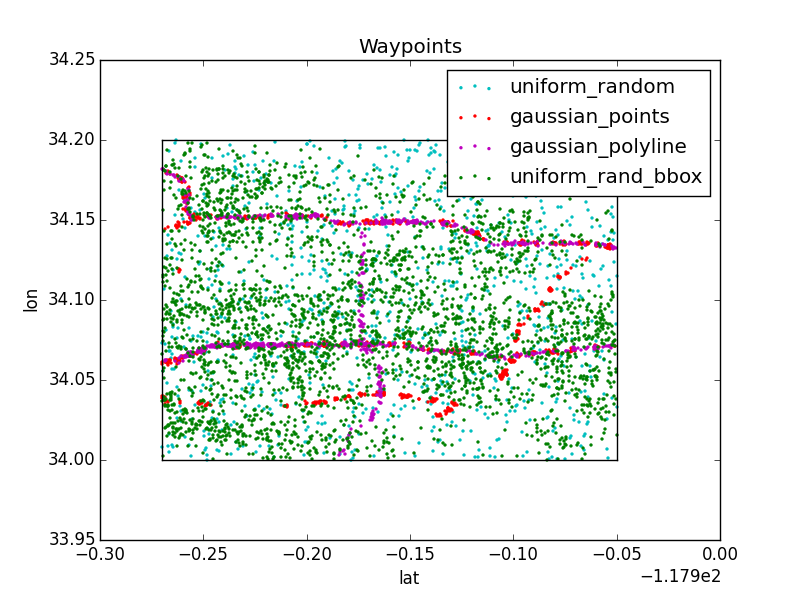 Waypoints
34.25
34.20
34.15
34.10
34.05
34.00
33.95
lon
uniform_random
gaussian_points
gaussian_polyline
uniform_rand_bbox
−0.30 −0.25 −0.20 −0.15 −0.10 −0.05 0.00
lat
−1.179e2